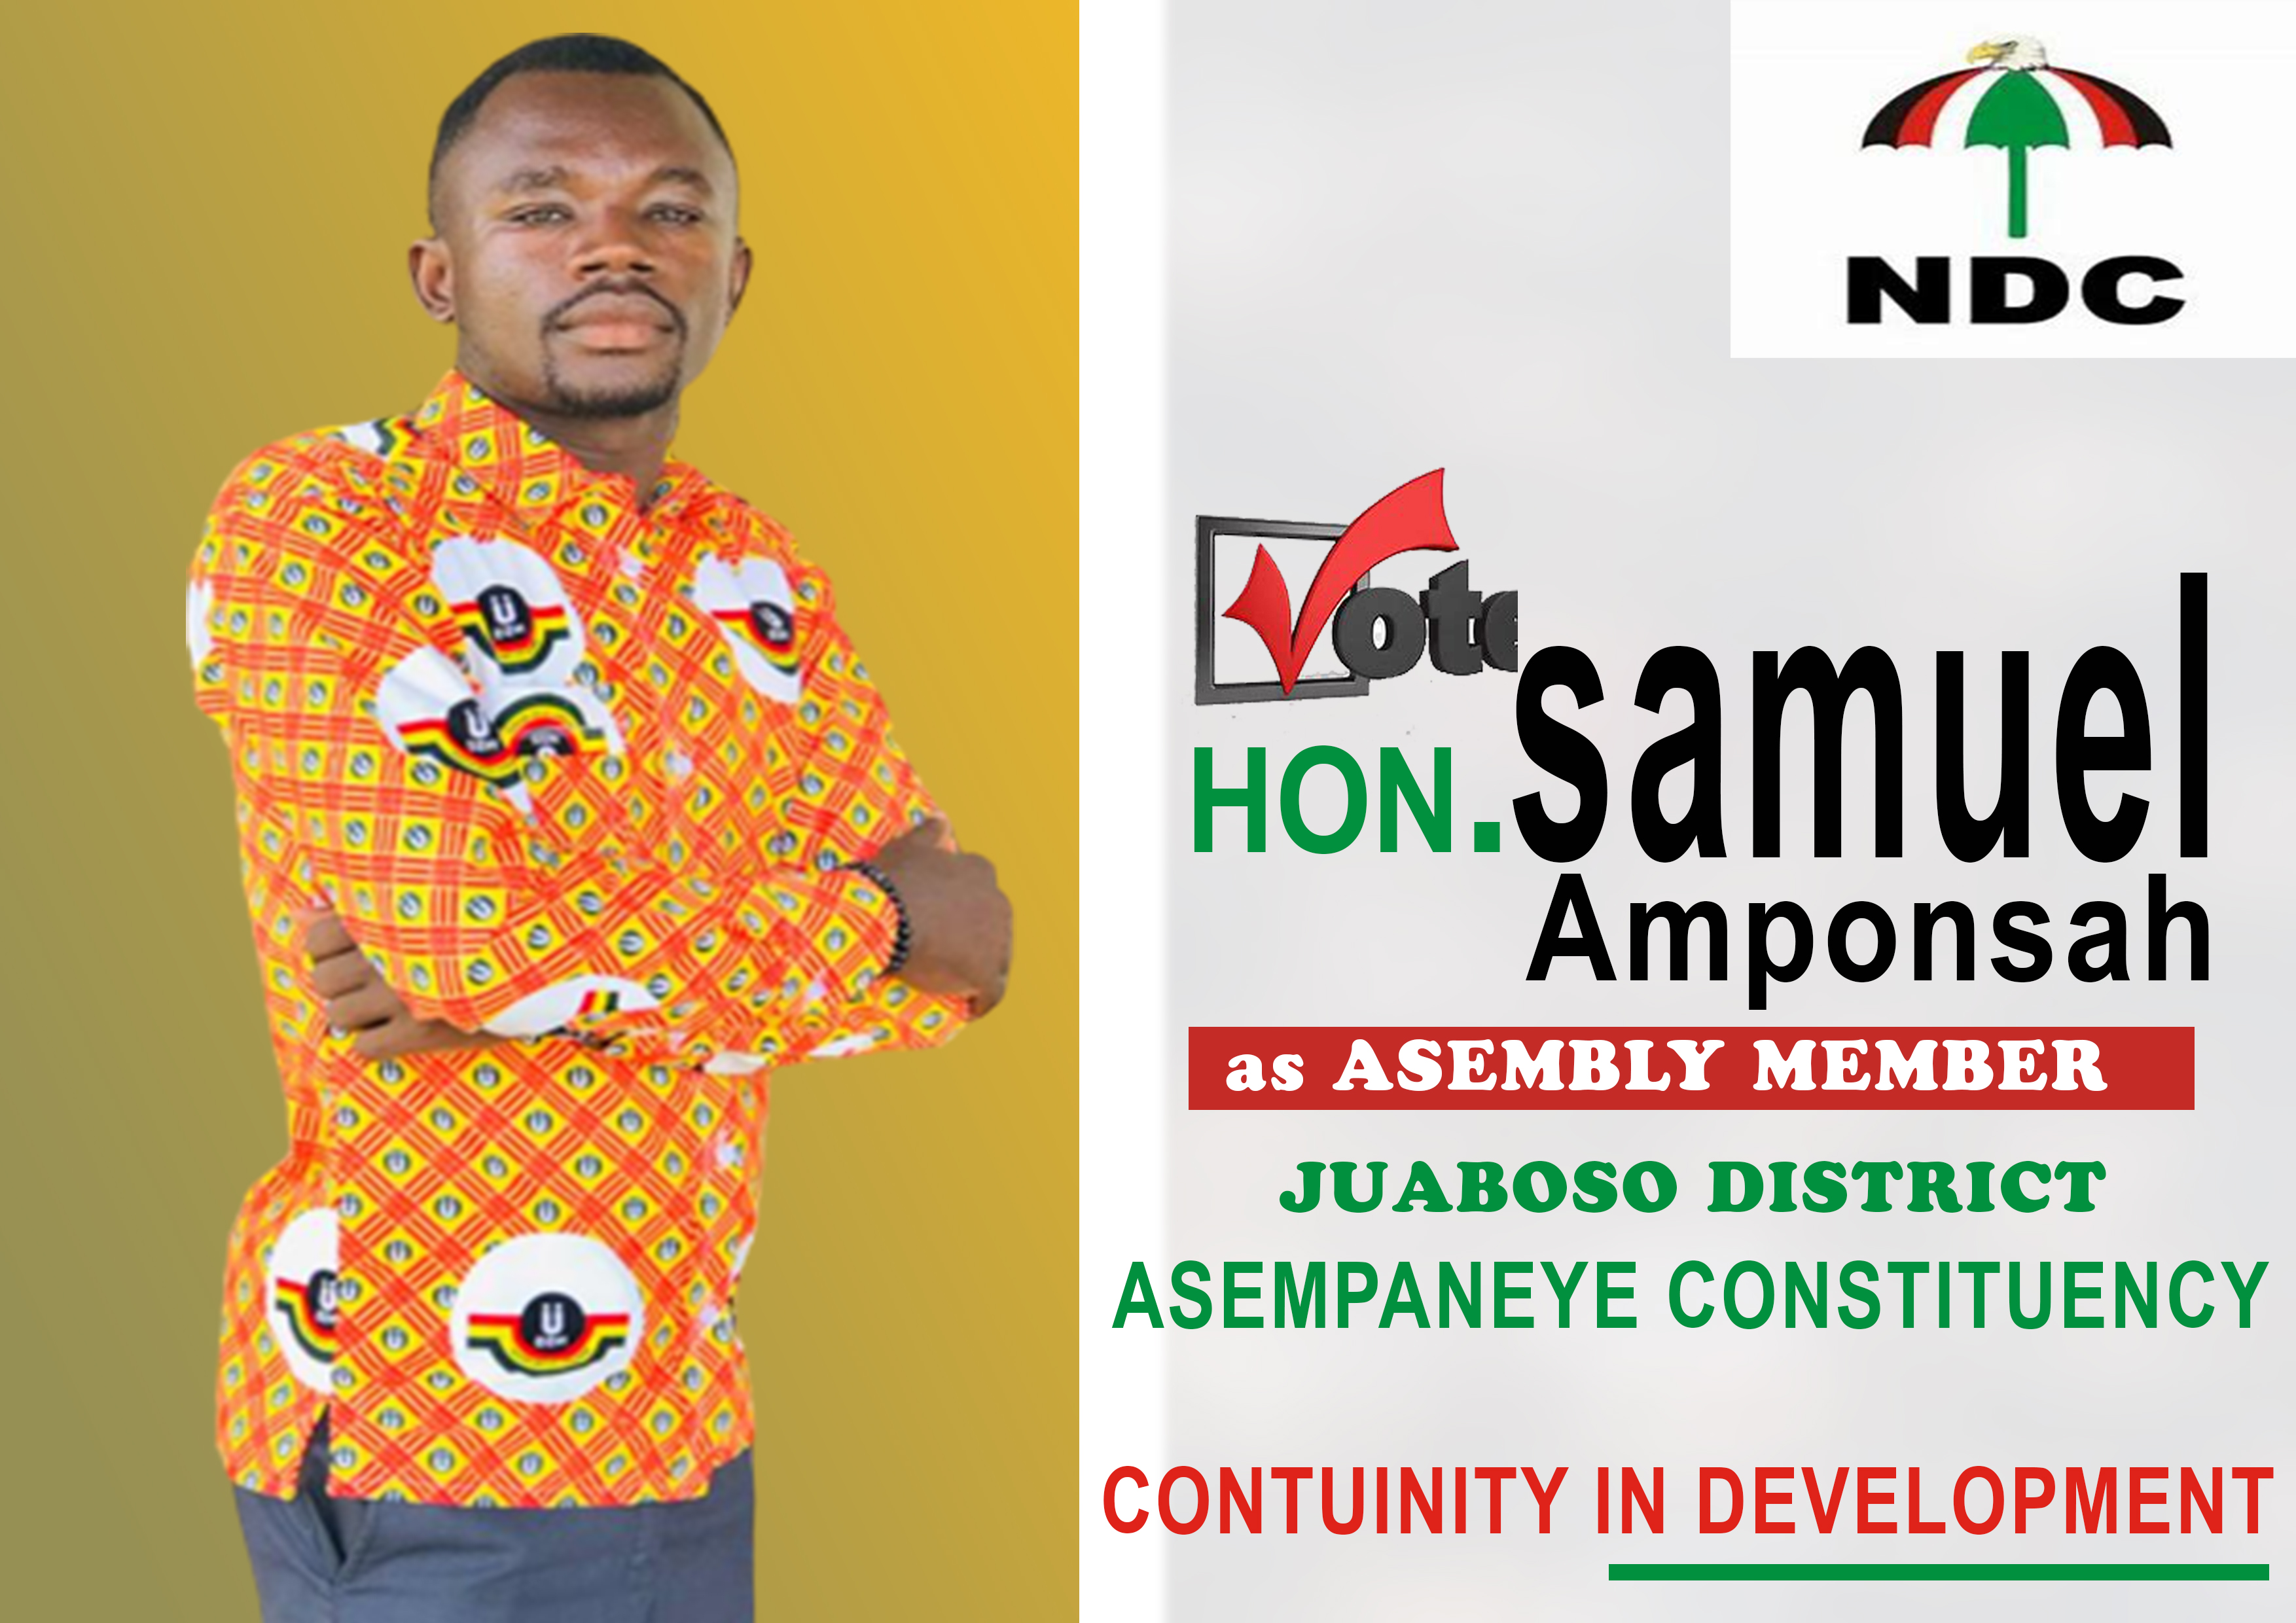 NDC
Vote
HON. samuel
Amponsah
as ASEMBLY MEMBER
JUABOSO DISTRICT
ASEMPANEYE CONSTITUENCY
CONTUINITY IN DEVELOPMENT